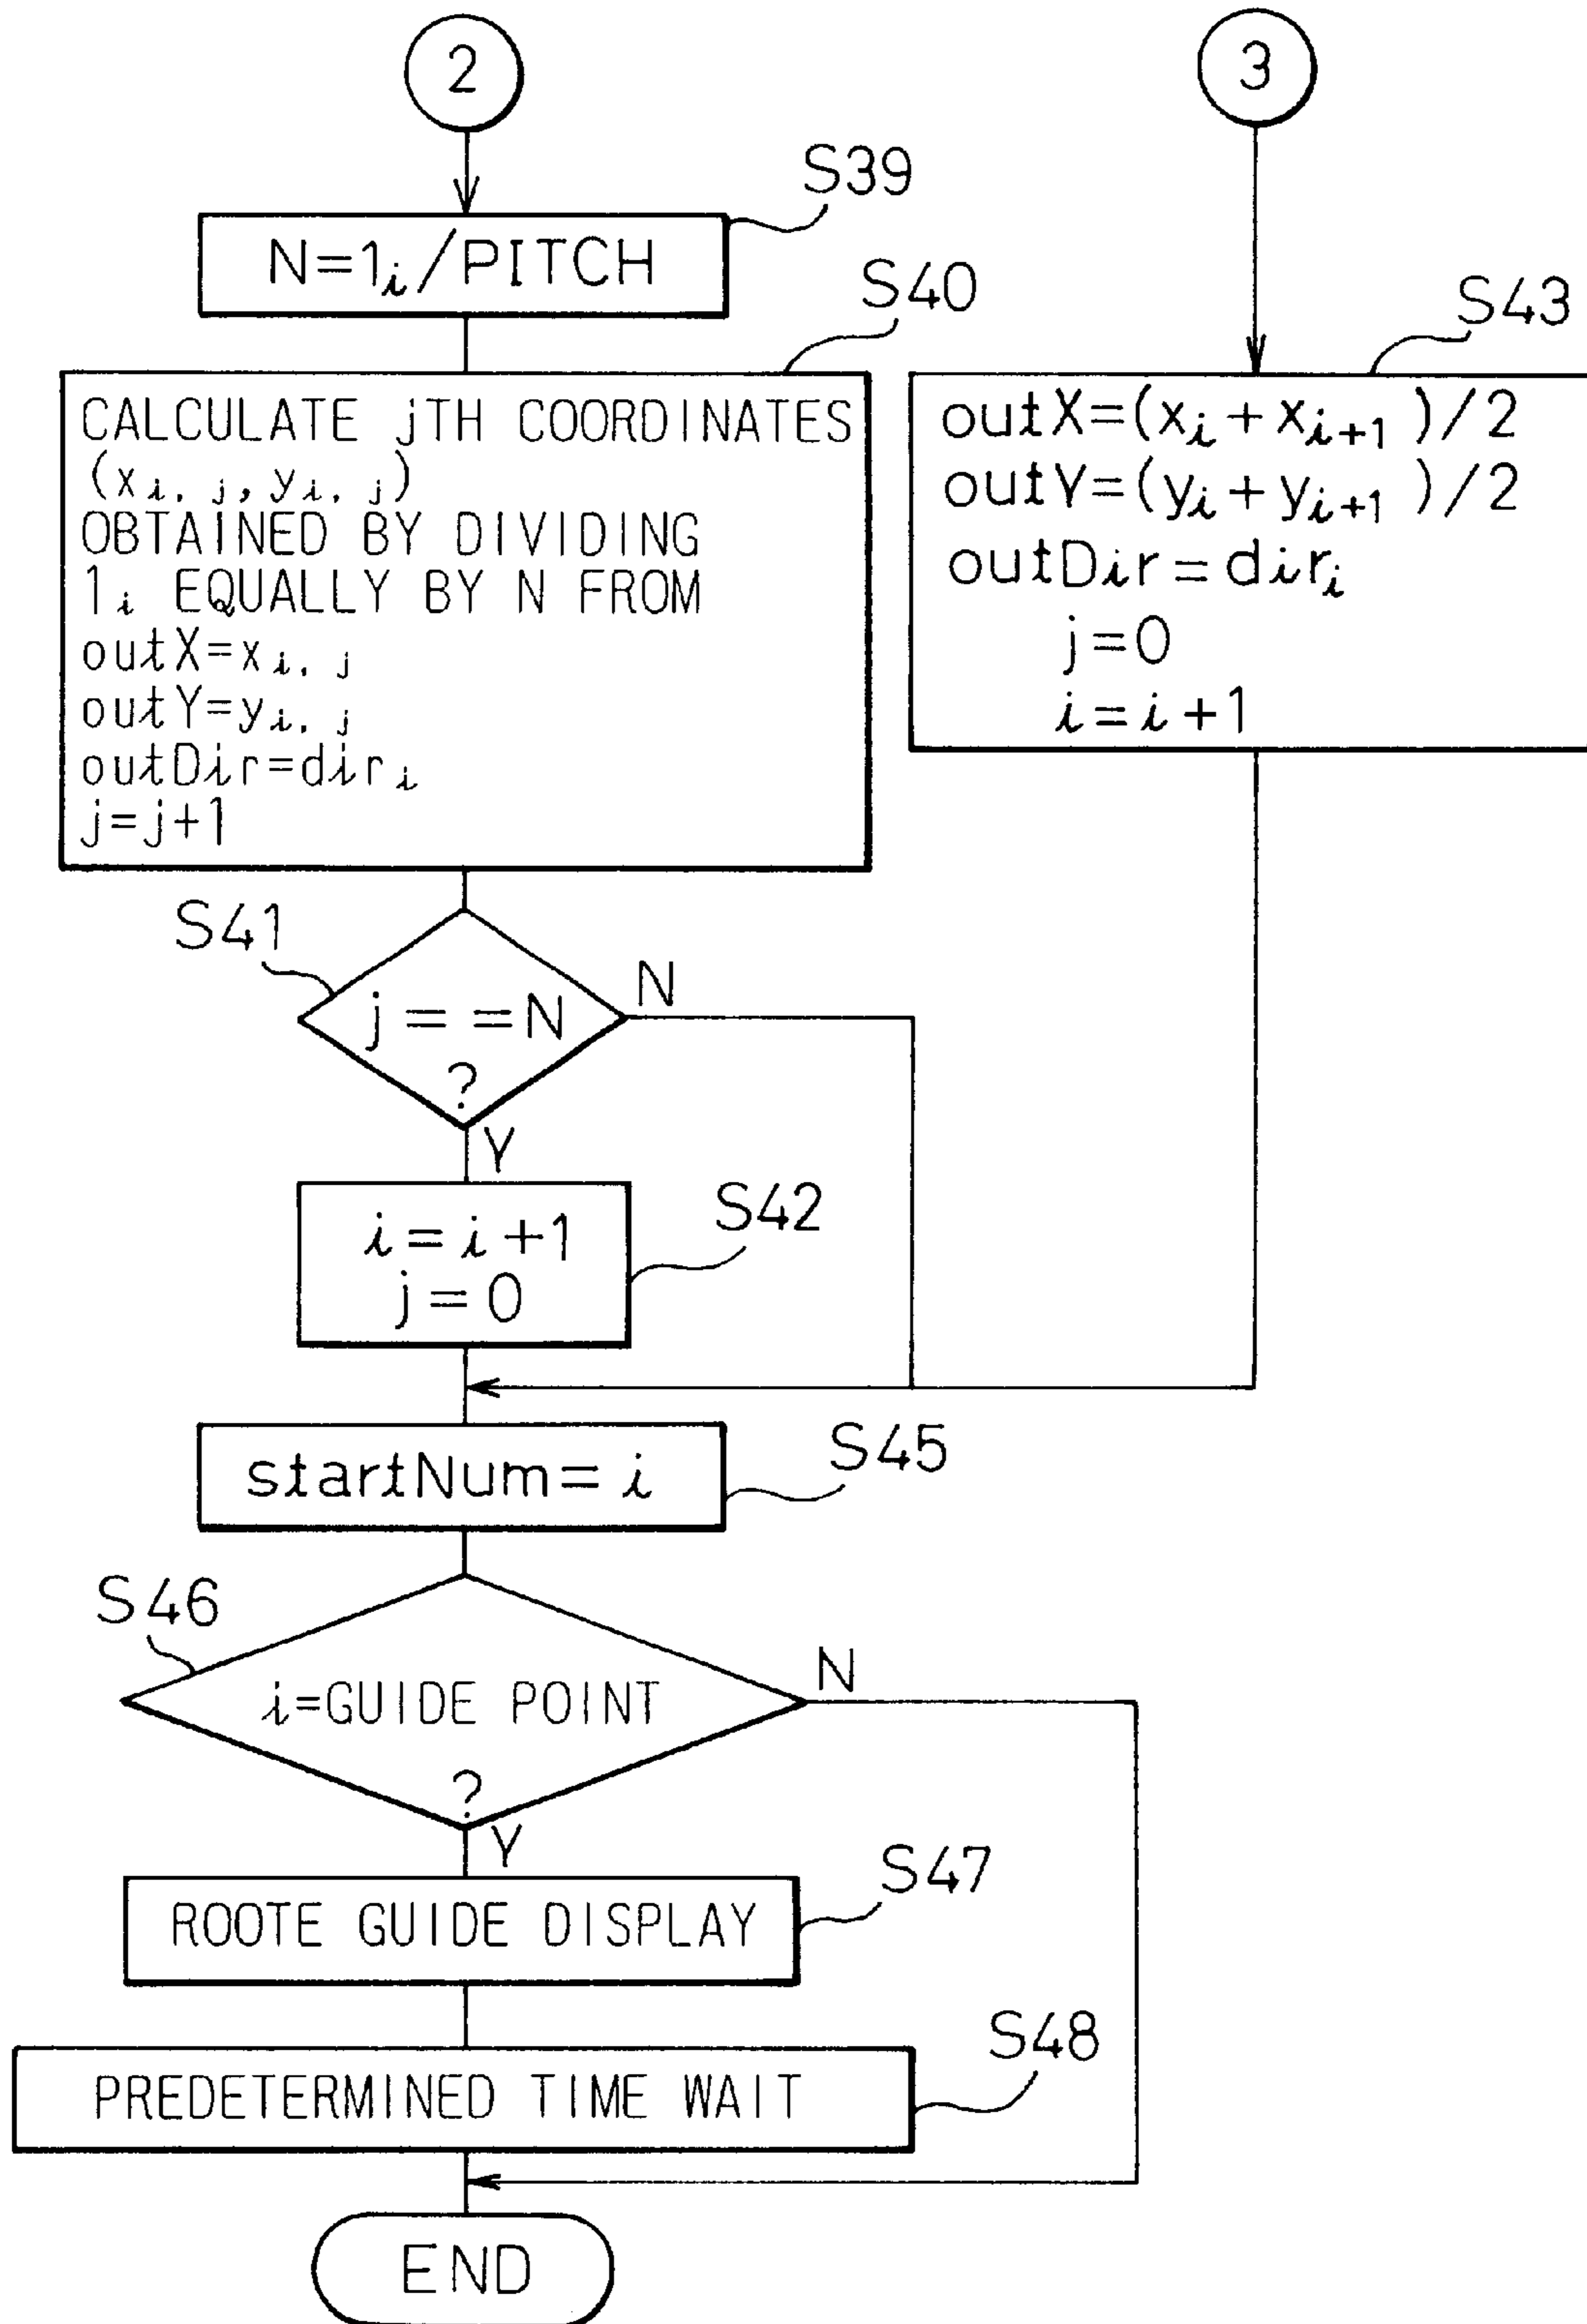 2
S39
N=1i/PITCH
S40
CALCULATE jTH COORDINATES
(xi, j, yi, j)
OBTAINED BY DIVIDING
1i EQUALLY BY N FROM
outX=xi, j
outY=yi, j
outDir=diri
j=j+1
3
S43
outX=(xi+xi+1)/2
outY=(yi+yi+1)/2
outDir=diri
j=0
i=i+1
S41
j==N
?
N
Y
S42
i=i+1
j=0
S45
startNum=i
S46
i=GUIDE POINT
?
N
Y
S47
ROOTE GUIDE DISPLAY
S48
PREDETERMINED TIME WAIT
END